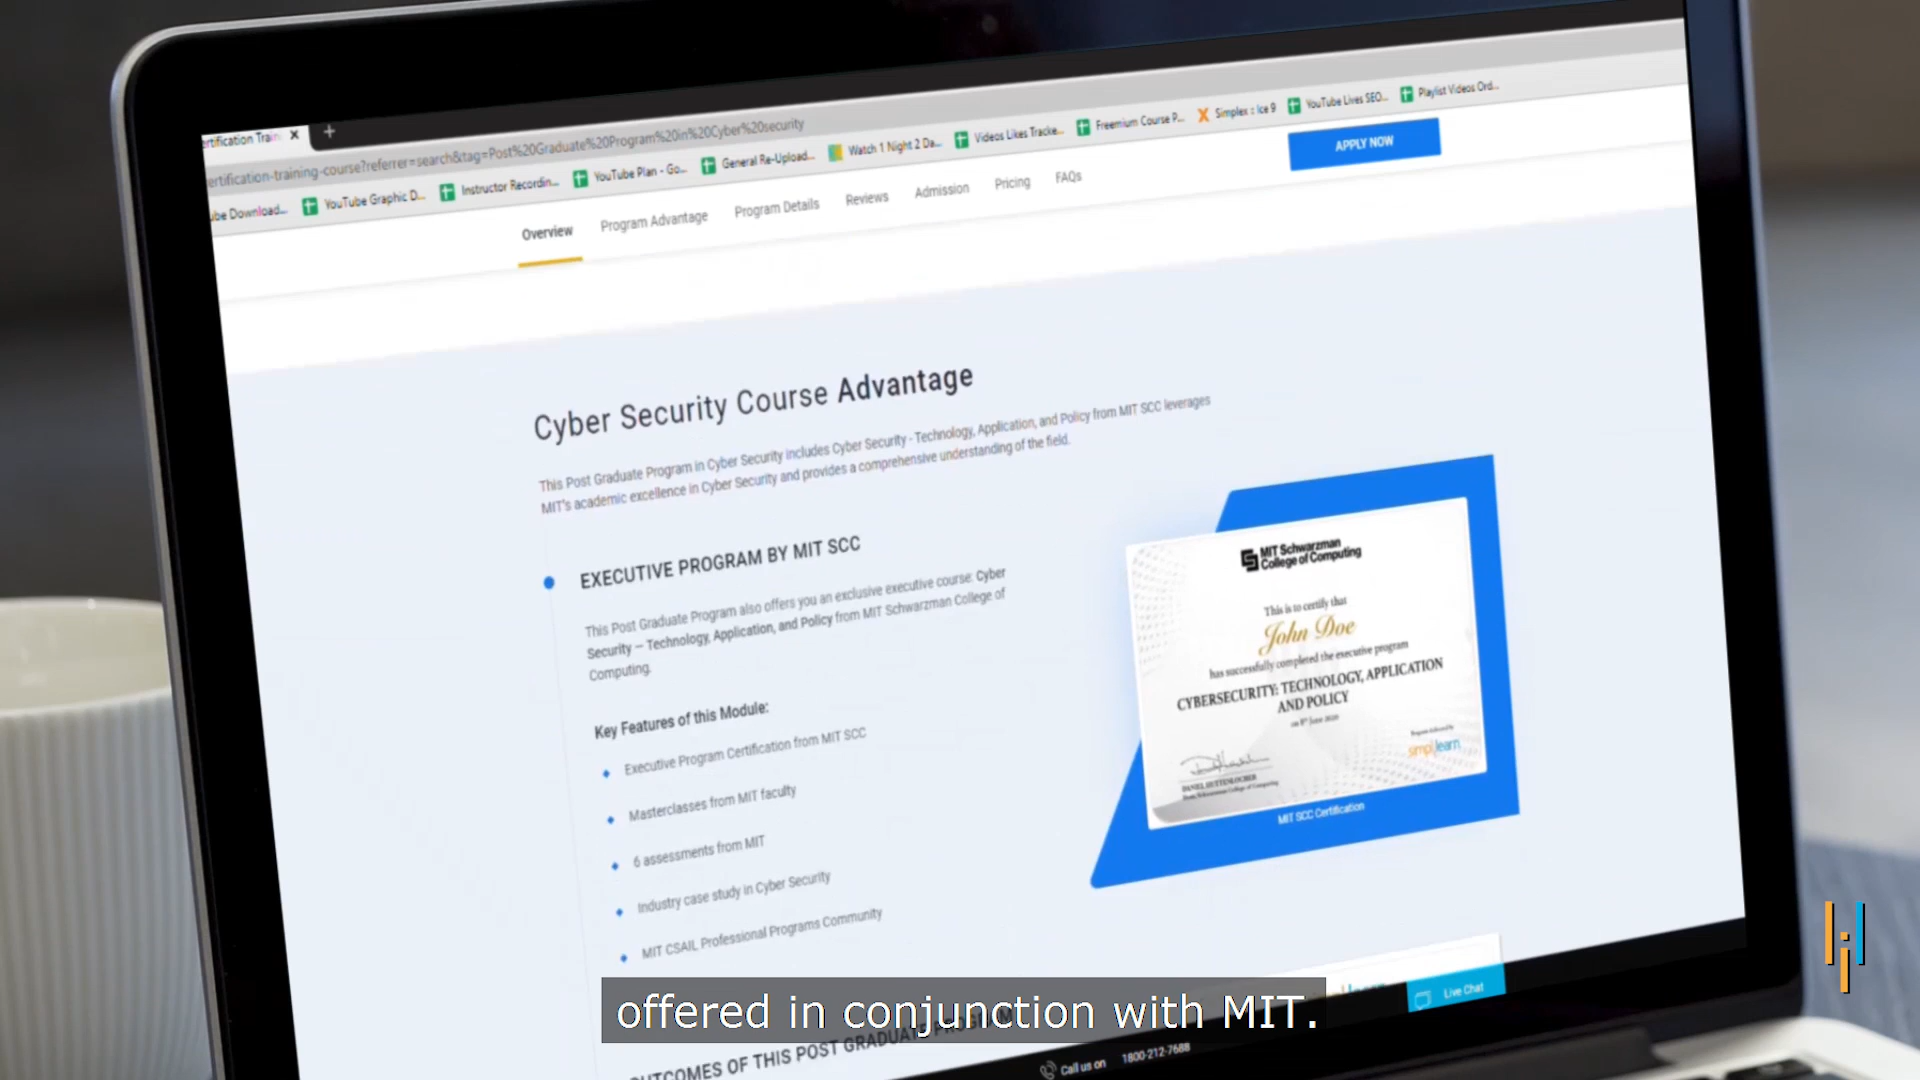 ertification Train
ertification-training-course?referrer=search&tag=Post%20Graduate%20Program%20in%20Cyber%20security
ube Download... YouTube Graphic D... Instructor Recordin... YouTube Plan - Go... General Re-Upload... Watch 1 Night 2 Da... Videos Likes Tracke... Freemium Course P... Simplex :: Ice 9 YouTube Lives SEO... Playlist Videos Ord...
Overview Program Advantage Program Details Reviews Admission Pricing FAQs APPLY NOW
Cyber Security Course Advantage
This Post Graduate Program in Cyber Security includes Cyber Security - Technology, Application, and Policy from MIT SCC leverages
MIT's academic excellence in Cyber Security and provides a comprehensive understanding of the field.
EXECUTIVE PROGRAM BY MIT SCC
This Post Graduate Program also offers you an exclusive executive course: Cyber
Security – Technology, Application, and Policy from MIT Schwarzman College of
Computing.
Key Features of this Module:
Executive Program Certification from MIT SCC
Masterclasses from MIT faculty
6 assessments from MIT
Industry case study in Cyber Security
MIT CSAIL Professional Programs Community
MIT Schwarzman
College of Computing
This is to certify that
John Doe
has successfully completed the executive program
CYBERSECURITY: TECHNOLOGY, APPLICATION
AND POLICY
on 8th June 2020
DANIEL HUTTENLOCHER
simplilearn
MIT SCC Certification
Live Chat
offered in conjunction with MIT.
OUTCOMES OF THIS POST GRADUATE PROGRAM
Call us on 1800-212-7688